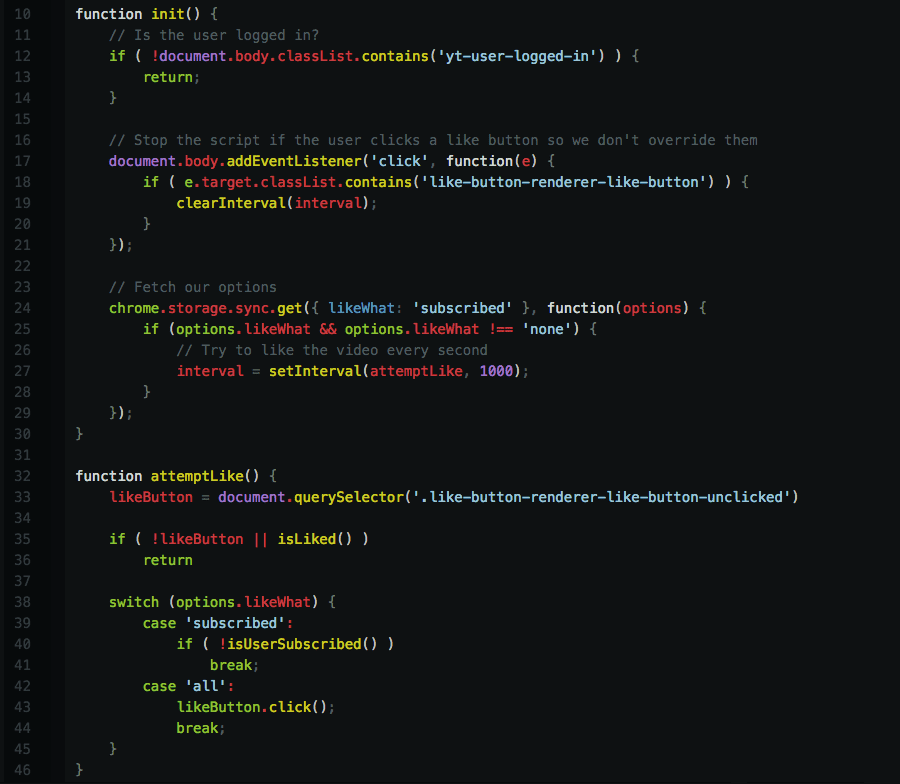 10 function init() {
11     // Is the user logged in?
12     if ( !document.body.classList.contains('yt-user-logged-in') ) {
13         return;
14     }
15
16     // Stop the script if the user clicks a like button so we don't override them
17     document.body.addEventListener('click', function(e) {
18         if ( e.target.classList.contains('like-button-renderer-like-button') ) {
19             clearInterval(interval);
20         }
21     });
22
23     // Fetch our options
24     chrome.storage.sync.get({ likeWhat: 'subscribed' }, function(options) {
25         if (options.likeWhat && options.likeWhat !== 'none') {
26             // Try to like the video every second
27             interval = setInterval(attemptLike, 1000);
28         }
29     });
30 }
31
32 function attemptLike() {
33     likeButton = document.querySelector('.like-button-renderer-like-button-unclicked')
34
35     if ( !likeButton || isLiked() )
36         return
37
38     switch (options.likeWhat) {
39         case 'subscribed':
40             if ( !isUserSubscribed() )
41                 break;
42         case 'all':
43             likeButton.click();
44             break;
45     }
46 }